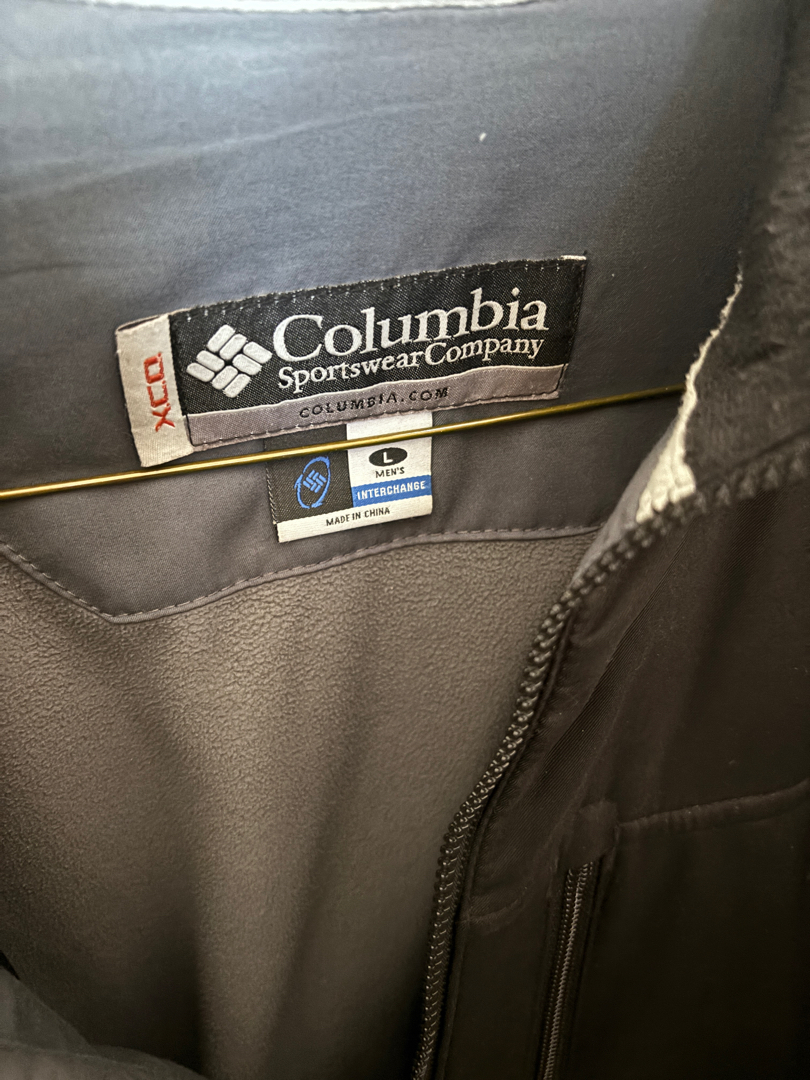 XCO
Columbia
Sportswear Company
COLUMBIA.COM
L
MEN'S
INTERCHANGE
MADE IN CHINA